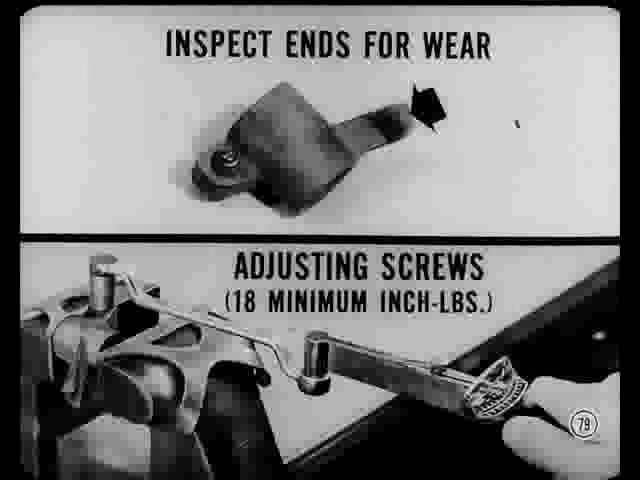 INSPECT ENDS FOR WEAR
ADJUSTING SCREWS
(18 MINIMUM INCH-LBS.)
79